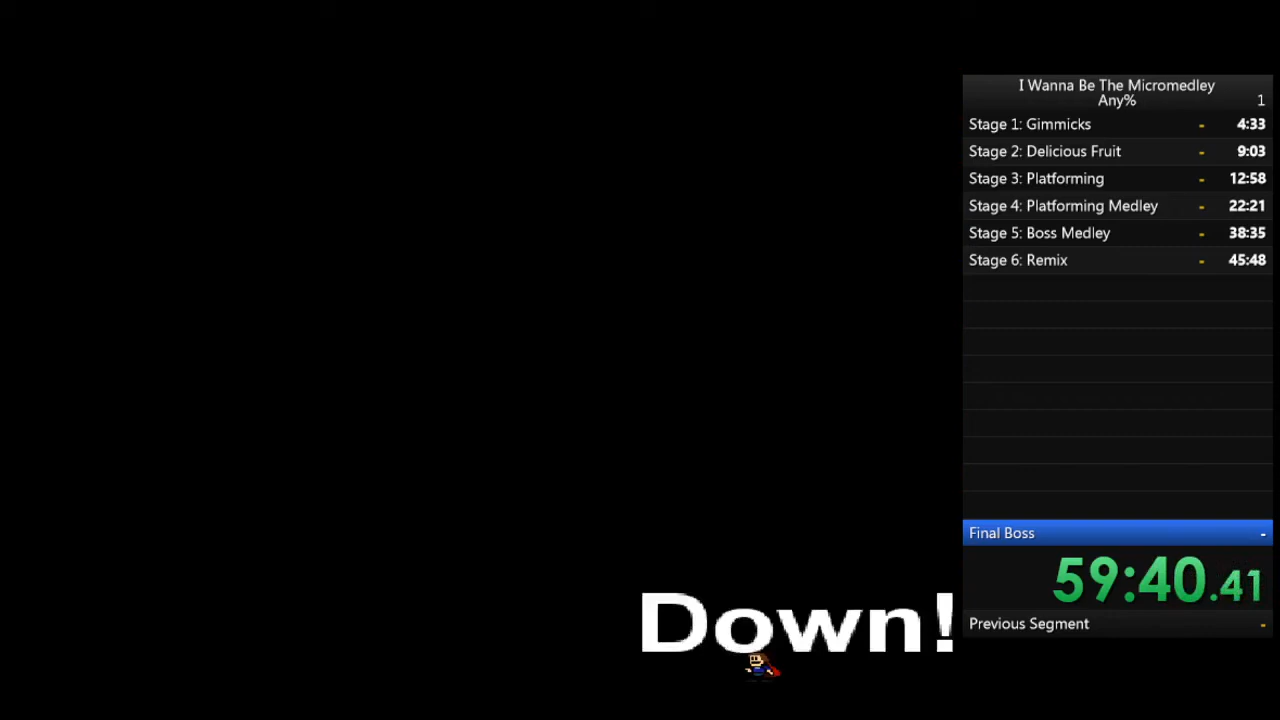 I Wanna Be The Micromedley
Any% 1
Stage 1: Gimmicks - 4:33
Stage 2: Delicious Fruit - 9:03
Stage 3: Platforming - 12:58
Stage 4: Platforming Medley - 22:21
Stage 5: Boss Medley - 38:35
Stage 6: Remix - 45:48
Final Boss -
59:40.41
Down!
Previous Segment -